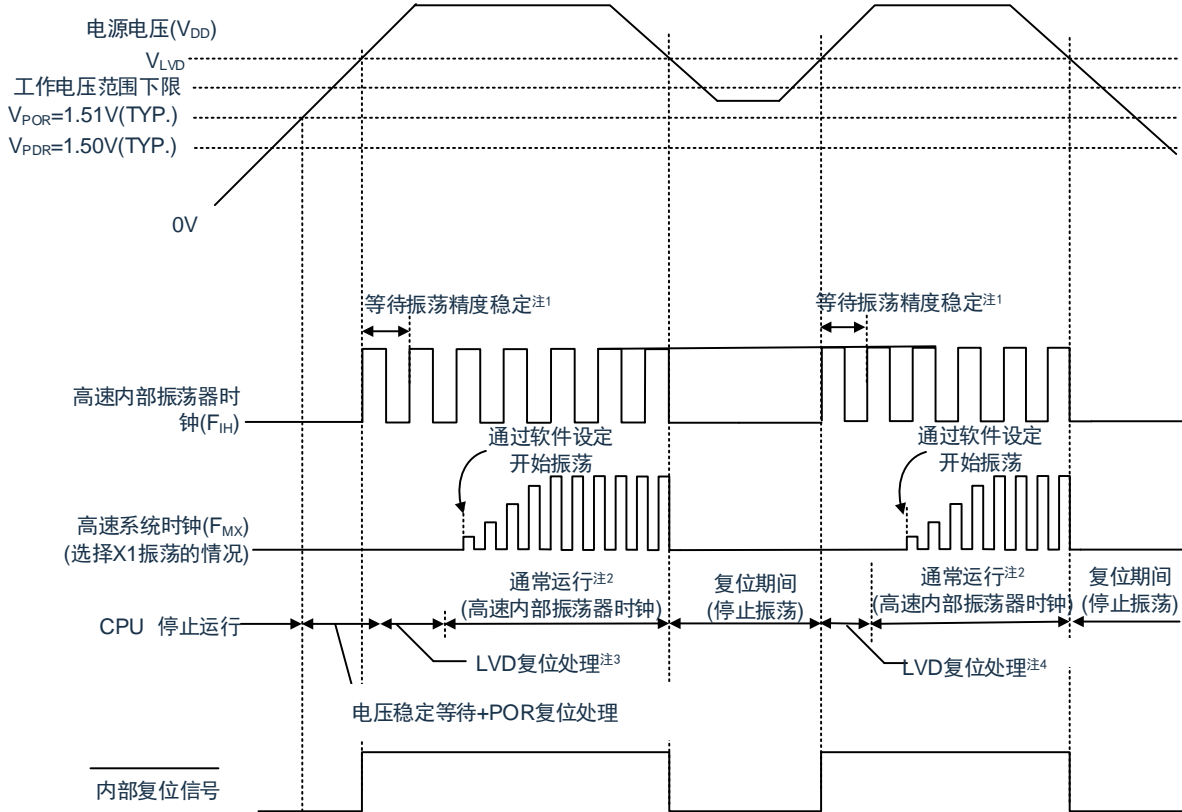 电源电压(VDD)
VLVD
工作电压范围下限
VPOR=1.51V(TYP.)
VPDR=1.50V(TYP.)
0V
等待振荡精度稳定注1
等待振荡精度稳定注1
高速内部振荡器时
钟(FIH)
通过软件设定
开始振荡
通过软件设定
开始振荡
高速系统时钟(FMX)
(选择X1振荡的情况)
通常运行注2
(高速内部振荡器时钟)
复位期间
(停止振荡)
通常运行注2
(高速内部振荡器时钟)
复位期间
(停止振荡)
CPU 停止运行
LVD复位处理注3
LVD复位处理注4
电压稳定等待+POR复位处理
内部复位信号